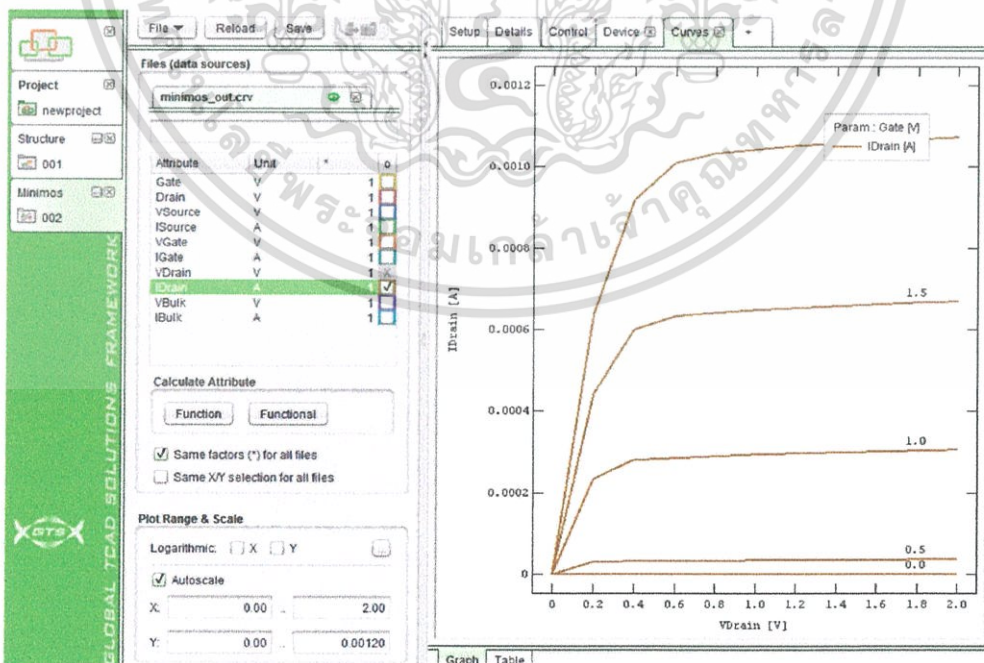 File Reload Save
Setup Details Control Device Curves
Project
newproject
Structure
001
Minimos
002
GLOBAL TCAD SOLUTIONS FRAMEWORK
GTS
Files (data sources)
minimos_out.crv
Attribute Unit * o
Gate V 1
Drain V 1
VSource V 1
ISource A 1
VGate V 1
IGate A 1
VDrain V 1 X
IDrain A 1
VBulk V 1
IBulk A 1
Calculate Attribute
Function Functional
Same factors (*) for all files
Same X/Y selection for all files
Plot Range & Scale
Logarithmic: X Y ...
Autoscale
X: 0.00 .. 2.00
Y: 0.00 .. 0.00120
Param : Gate [V]
IDrain [A]
0.0012
0.0010
0.0008
0.0006
0.0004
0.0002
0
IDrain [A]
1.5
1.0
0.5
0.0
0 0.2 0.4 0.6 0.8 1.0 1.2 1.4 1.6 1.8 2.0
VDrain [V]
Graph Table